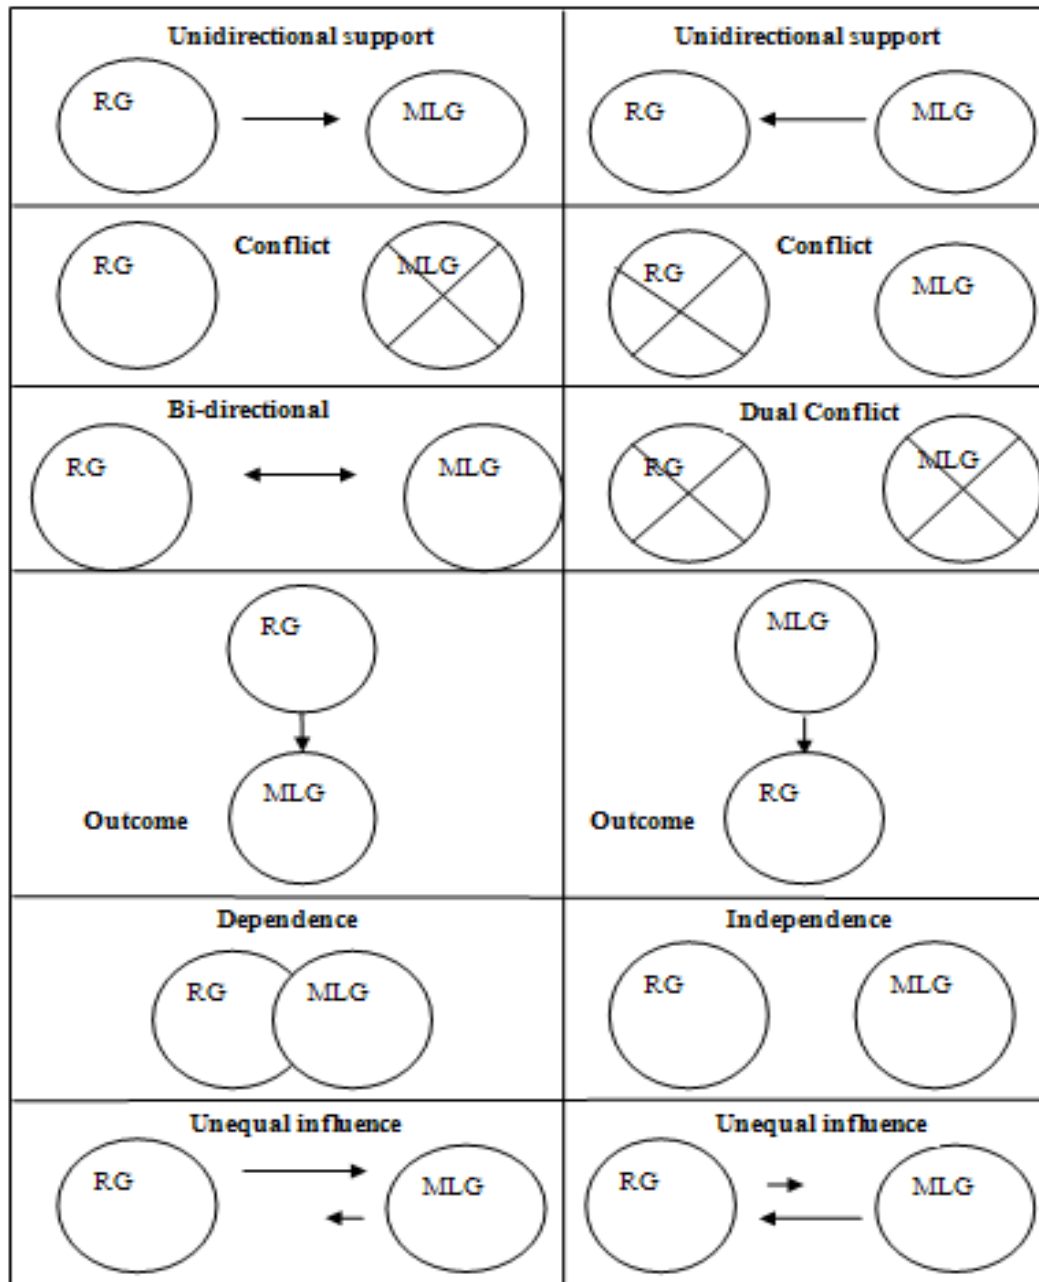 Unidirectional support
RG
MLG
Unidirectional support
RG
MLG
Conflict
RG
MLG
Conflict
RG
MLG
Bi-directional
RG
MLG
Dual Conflict
RG
MLG
RG
MLG
Outcome
MLG
RG
Outcome
Dependence
RG
MLG
Independence
RG
MLG
Unequal influence
RG
MLG
Unequal influence
RG
MLG